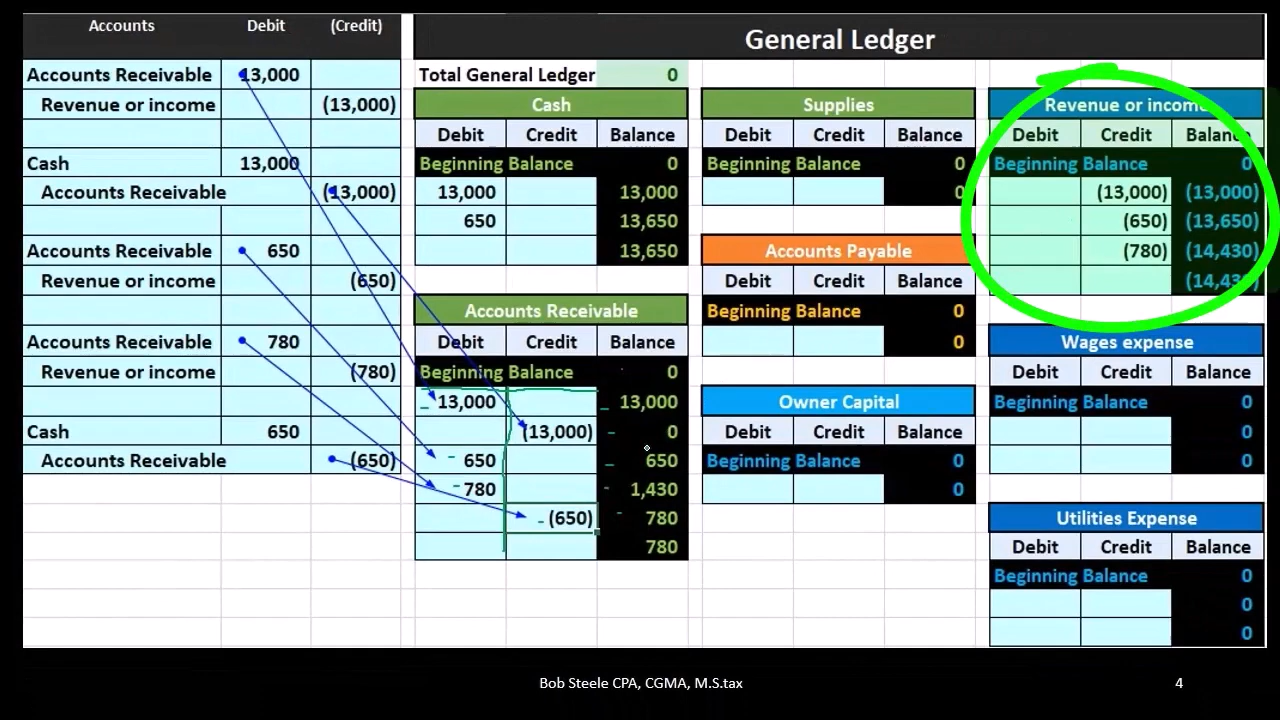 Accounts Debit (Credit)
Accounts Receivable 13,000
Revenue or income (13,000)
Cash 13,000
Accounts Receivable (13,000)
Accounts Receivable 650
Revenue or income (650)
Accounts Receivable 780
Revenue or income (780)
Cash 650
Accounts Receivable (650)
General Ledger
Total General Ledger 0
Cash
Debit Credit Balance
Beginning Balance 0
13,000 13,000
650 13,650
13,650
Accounts Receivable
Debit Credit Balance
Beginning Balance 0
13,000 13,000
(13,000) 0
650 650
780 1,430
(650) 780
780
Supplies
Debit Credit Balance
Beginning Balance 0
0
Accounts Payable
Debit Credit Balance
Beginning Balance 0
0
Owner Capital
Debit Credit Balance
Beginning Balance 0
0
Revenue or income
Debit Credit Balance
Beginning Balance 0
(13,000) (13,000)
(650) (13,650)
(780) (14,430)
(14,430)
Wages expense
Debit Credit Balance
Beginning Balance 0
0
0
Utilities Expense
Debit Credit Balance
Beginning Balance 0
0
0
Bob Steele CPA, CGMA, M.S.tax 4